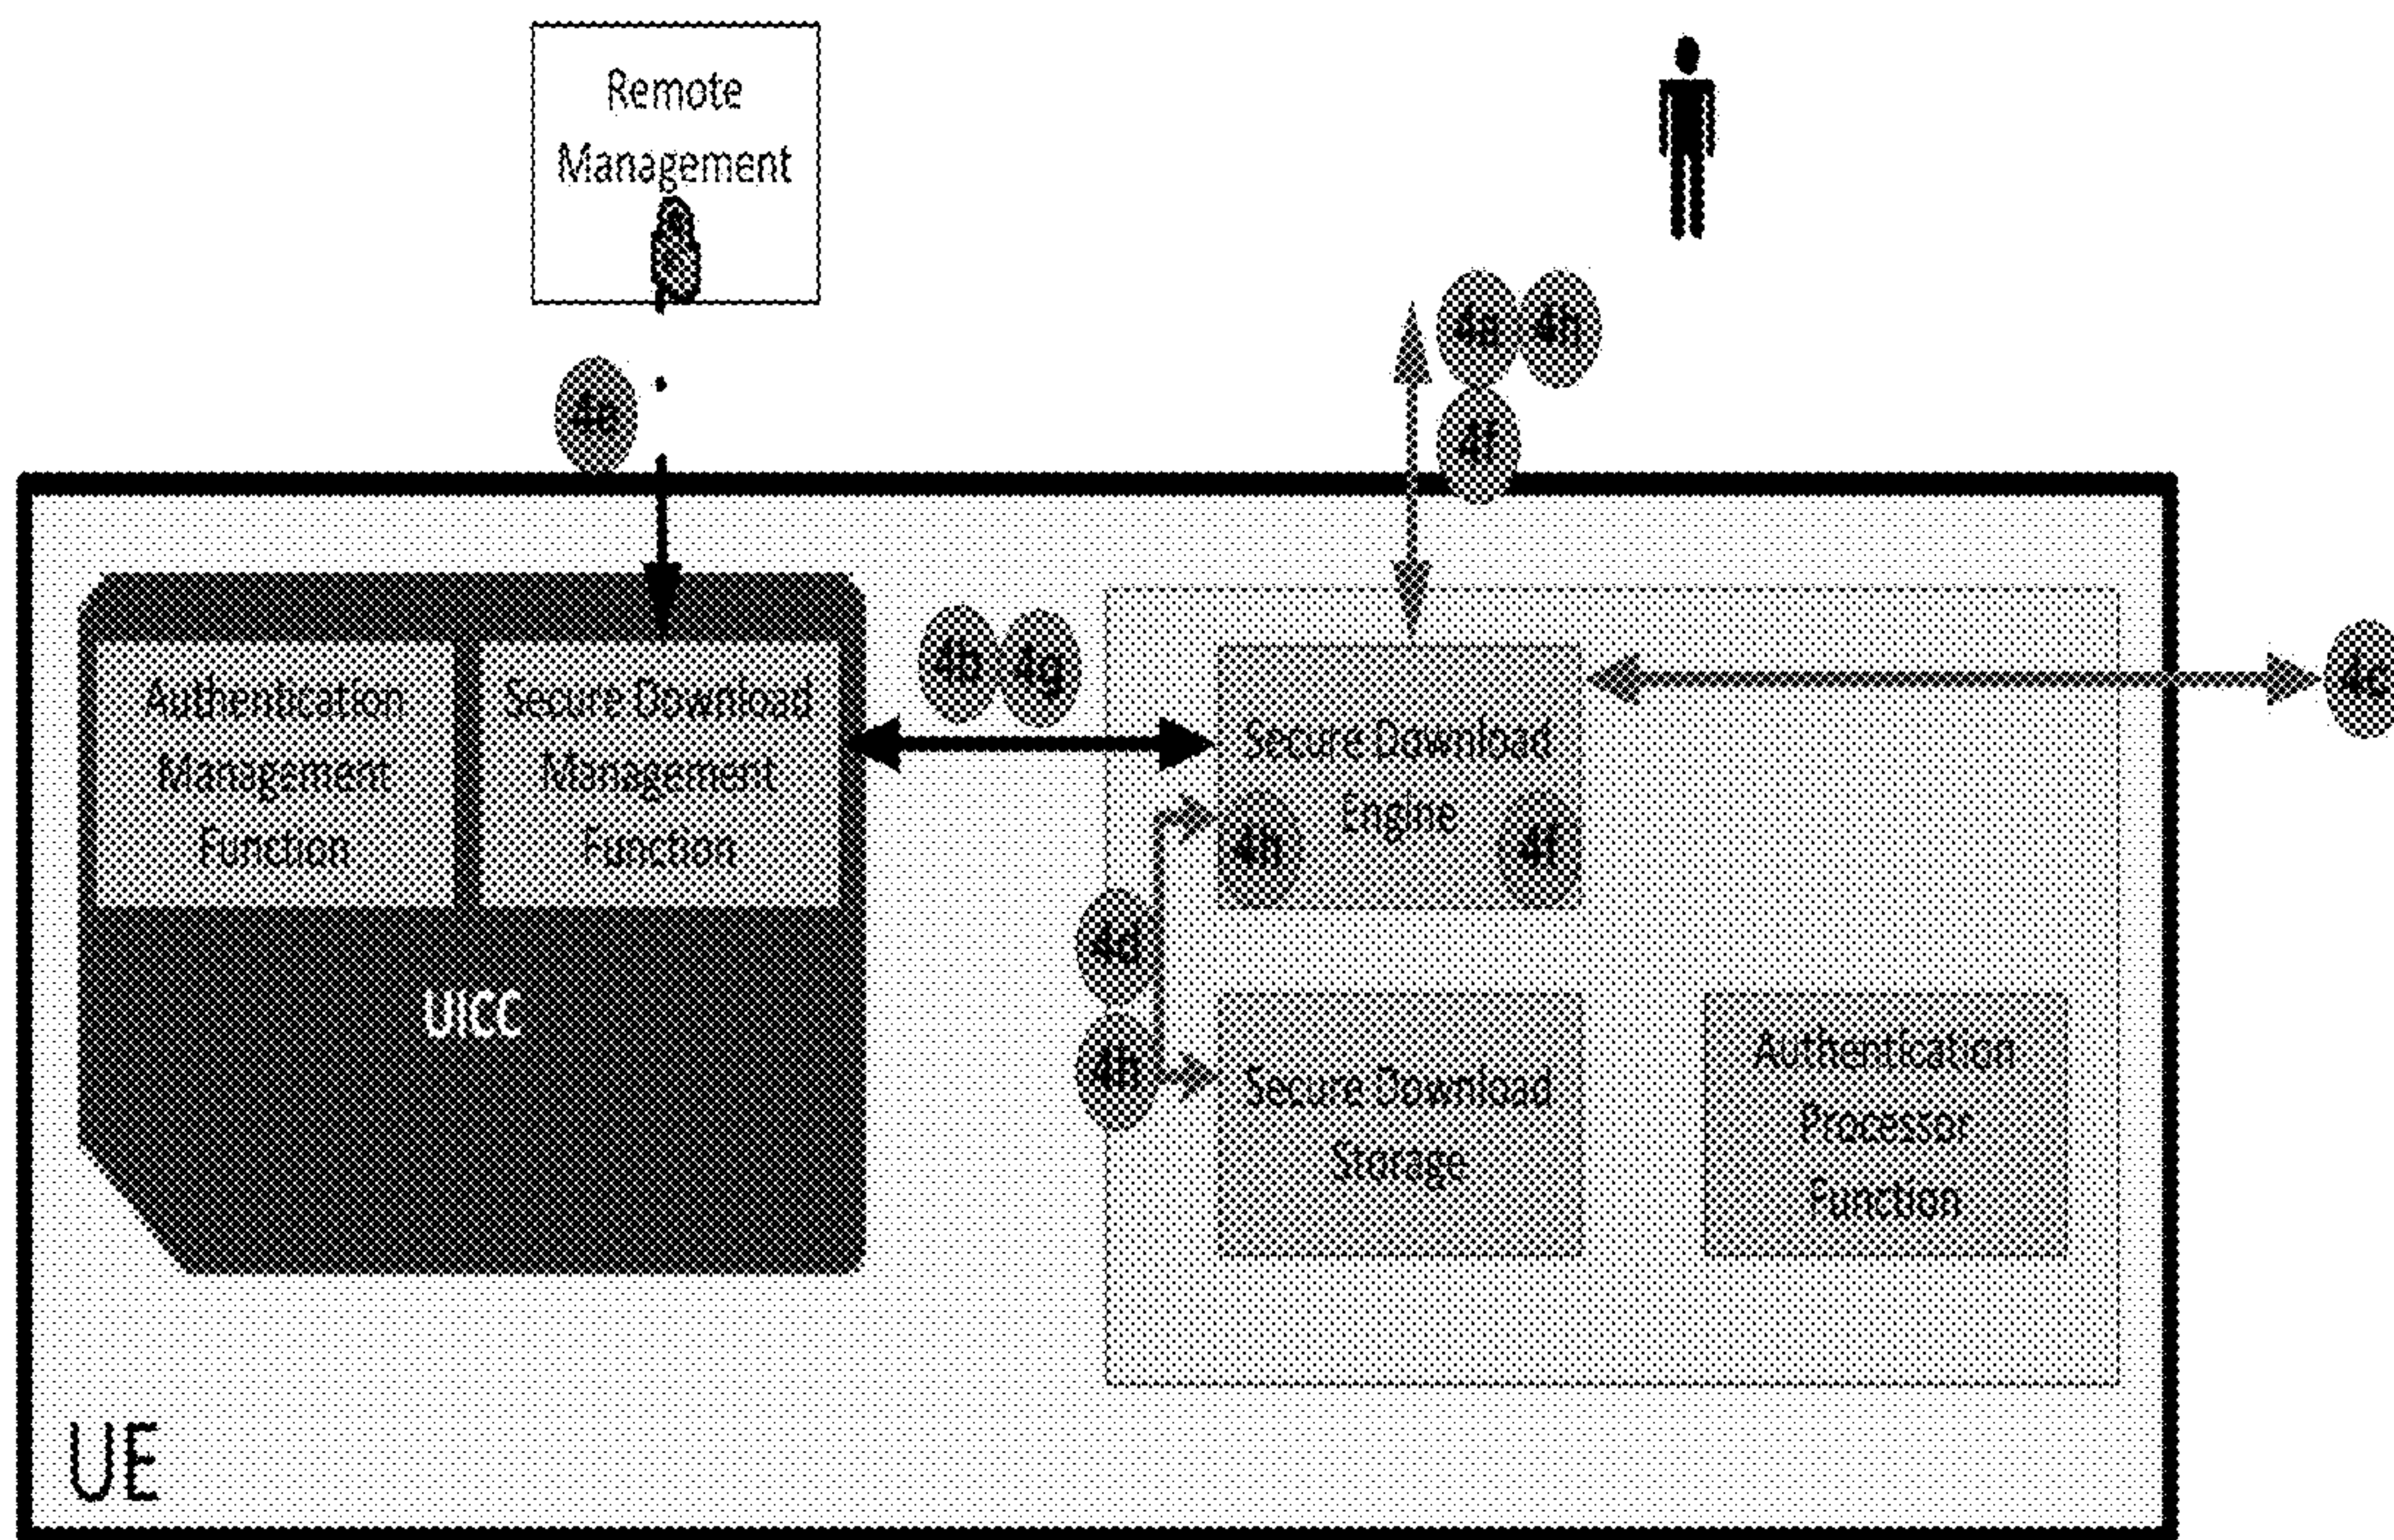 Remote
Management
4a 4h
4f
4e
4b 4g
4c
Authentication
Management
Function
Secure Download
Management
Function
Secure Download
Engine
4h
4f
4d
4h
UICC
Secure Download
Storage
Authentication
Processor
Function
UE